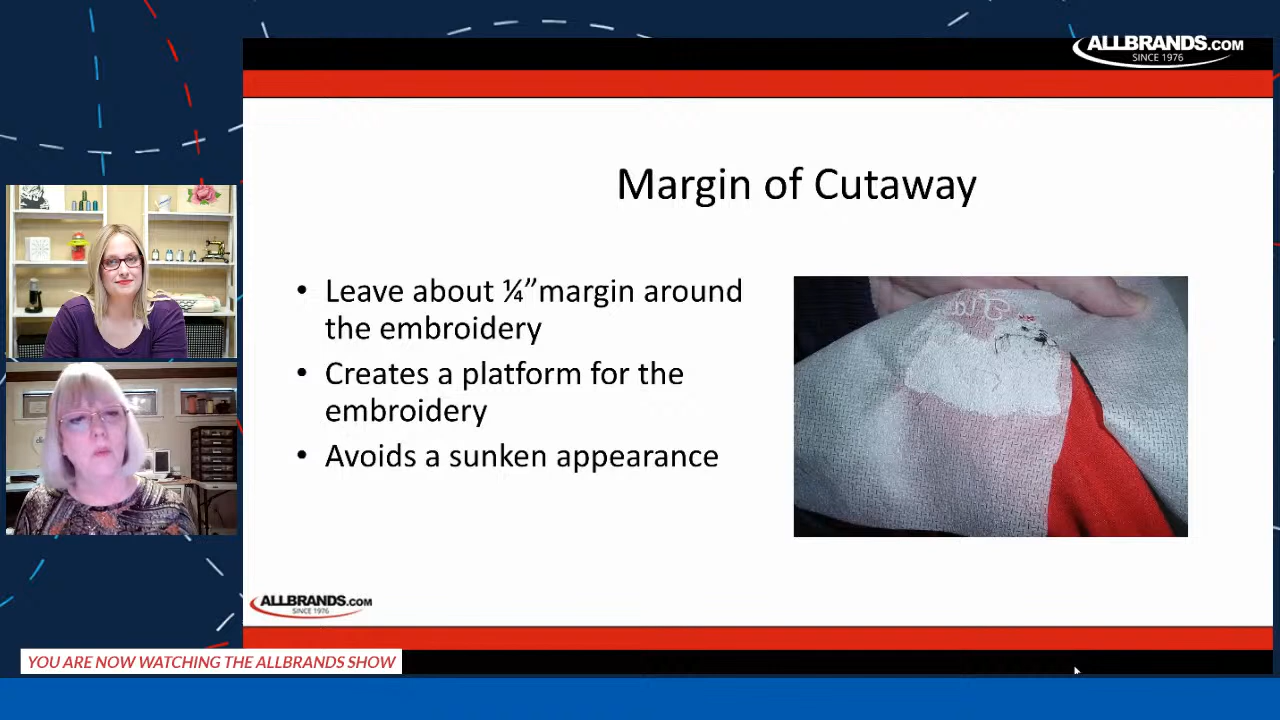 ALLBRANDS.COM
SINCE 1976
Margin of Cutaway
• Leave about ¼”margin around
the embroidery
• Creates a platform for the
embroidery
• Avoids a sunken appearance
ALLBRANDS.COM
SINCE 1976
YOU ARE NOW WATCHING THE ALLBRANDS SHOW